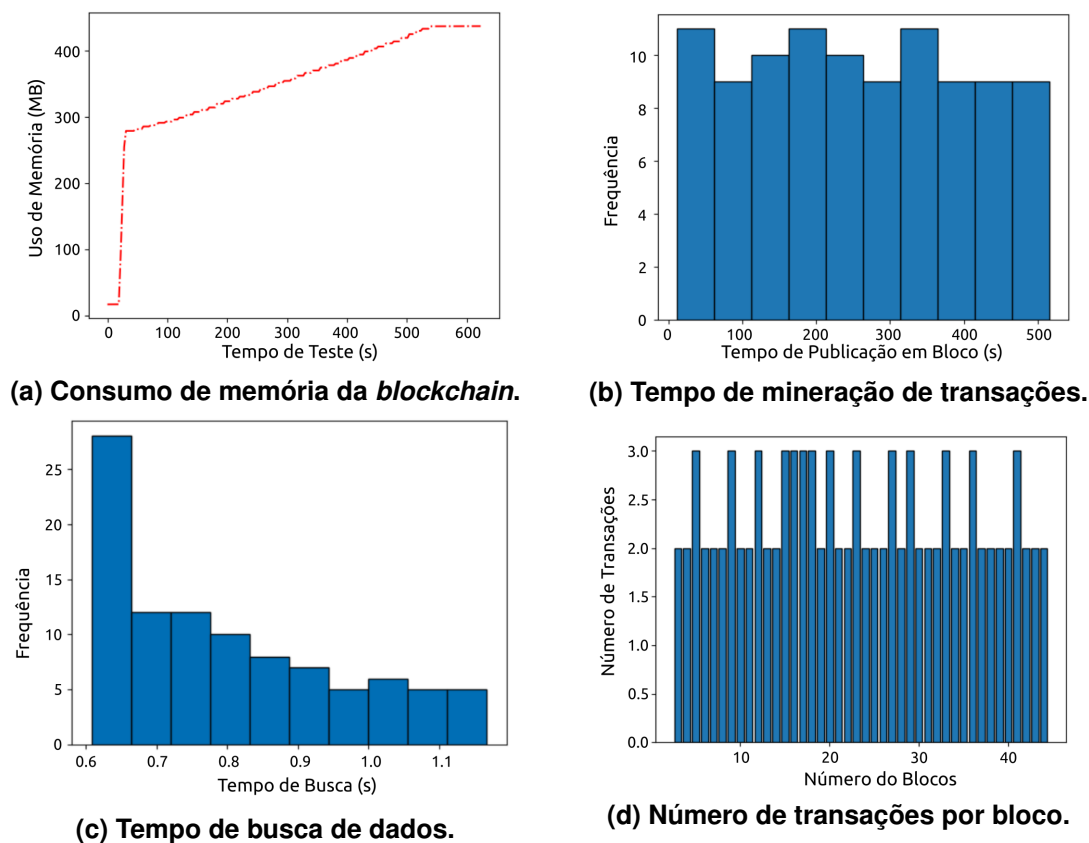 400
300
200
100
0
Uso de Memória (MB)
0 100 200 300 400 500 600
Tempo de Teste (s)
(a) Consumo de memória da blockchain.
10
8
6
4
2
0
Frequência
0 100 200 300 400 500
Tempo de Publicação em Bloco (s)
(b) Tempo de mineração de transações.
25
20
15
10
5
0
Frequência
0.6 0.7 0.8 0.9 1.0 1.1
Tempo de Busca (s)
(c) Tempo de busca de dados.
3.0
2.5
2.0
1.5
1.0
0.5
0.0
Número de Transações
10 20 30 40
Número do Blocos
(d) Número de transações por bloco.